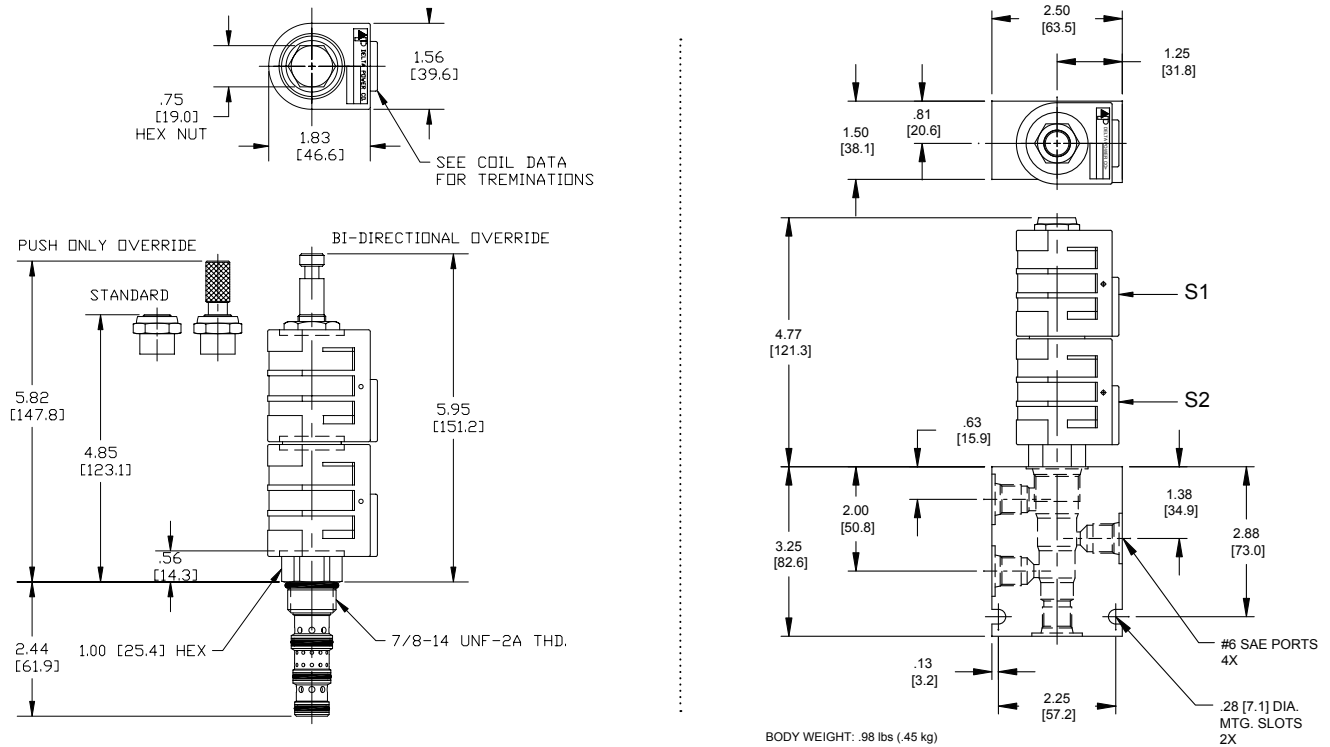 1.56
[39.6]
DELTA POWER CO.
.75
[19.0]
HEX NUT
1.83
[46.6]
SEE COIL DATA
FOR TREMINATIONS
PUSH ONLY OVERRIDE
BI-DIRECTIONAL OVERRIDE
STANDARD
5.82
[147.8]
4.85
[123.1]
5.95
[151.2]
.56
[14.3]
2.44
[61.9]
1.00 [25.4] HEX
7/8-14 UNF-2A THD.
2.50
[63.5]
1.25
[31.8]
.81
[20.6]
1.50
[38.1]
4.77
[121.3]
S1
S2
.63
[15.9]
2.00
[50.8]
3.25
[82.6]
1.38
[34.9]
2.88
[73.0]
#6 SAE PORTS
4X
.13
[3.2]
2.25
[57.2]
.28 [7.1] DIA.
MTG. SLOTS
2X
BODY WEIGHT: .98 lbs (.45 kg)